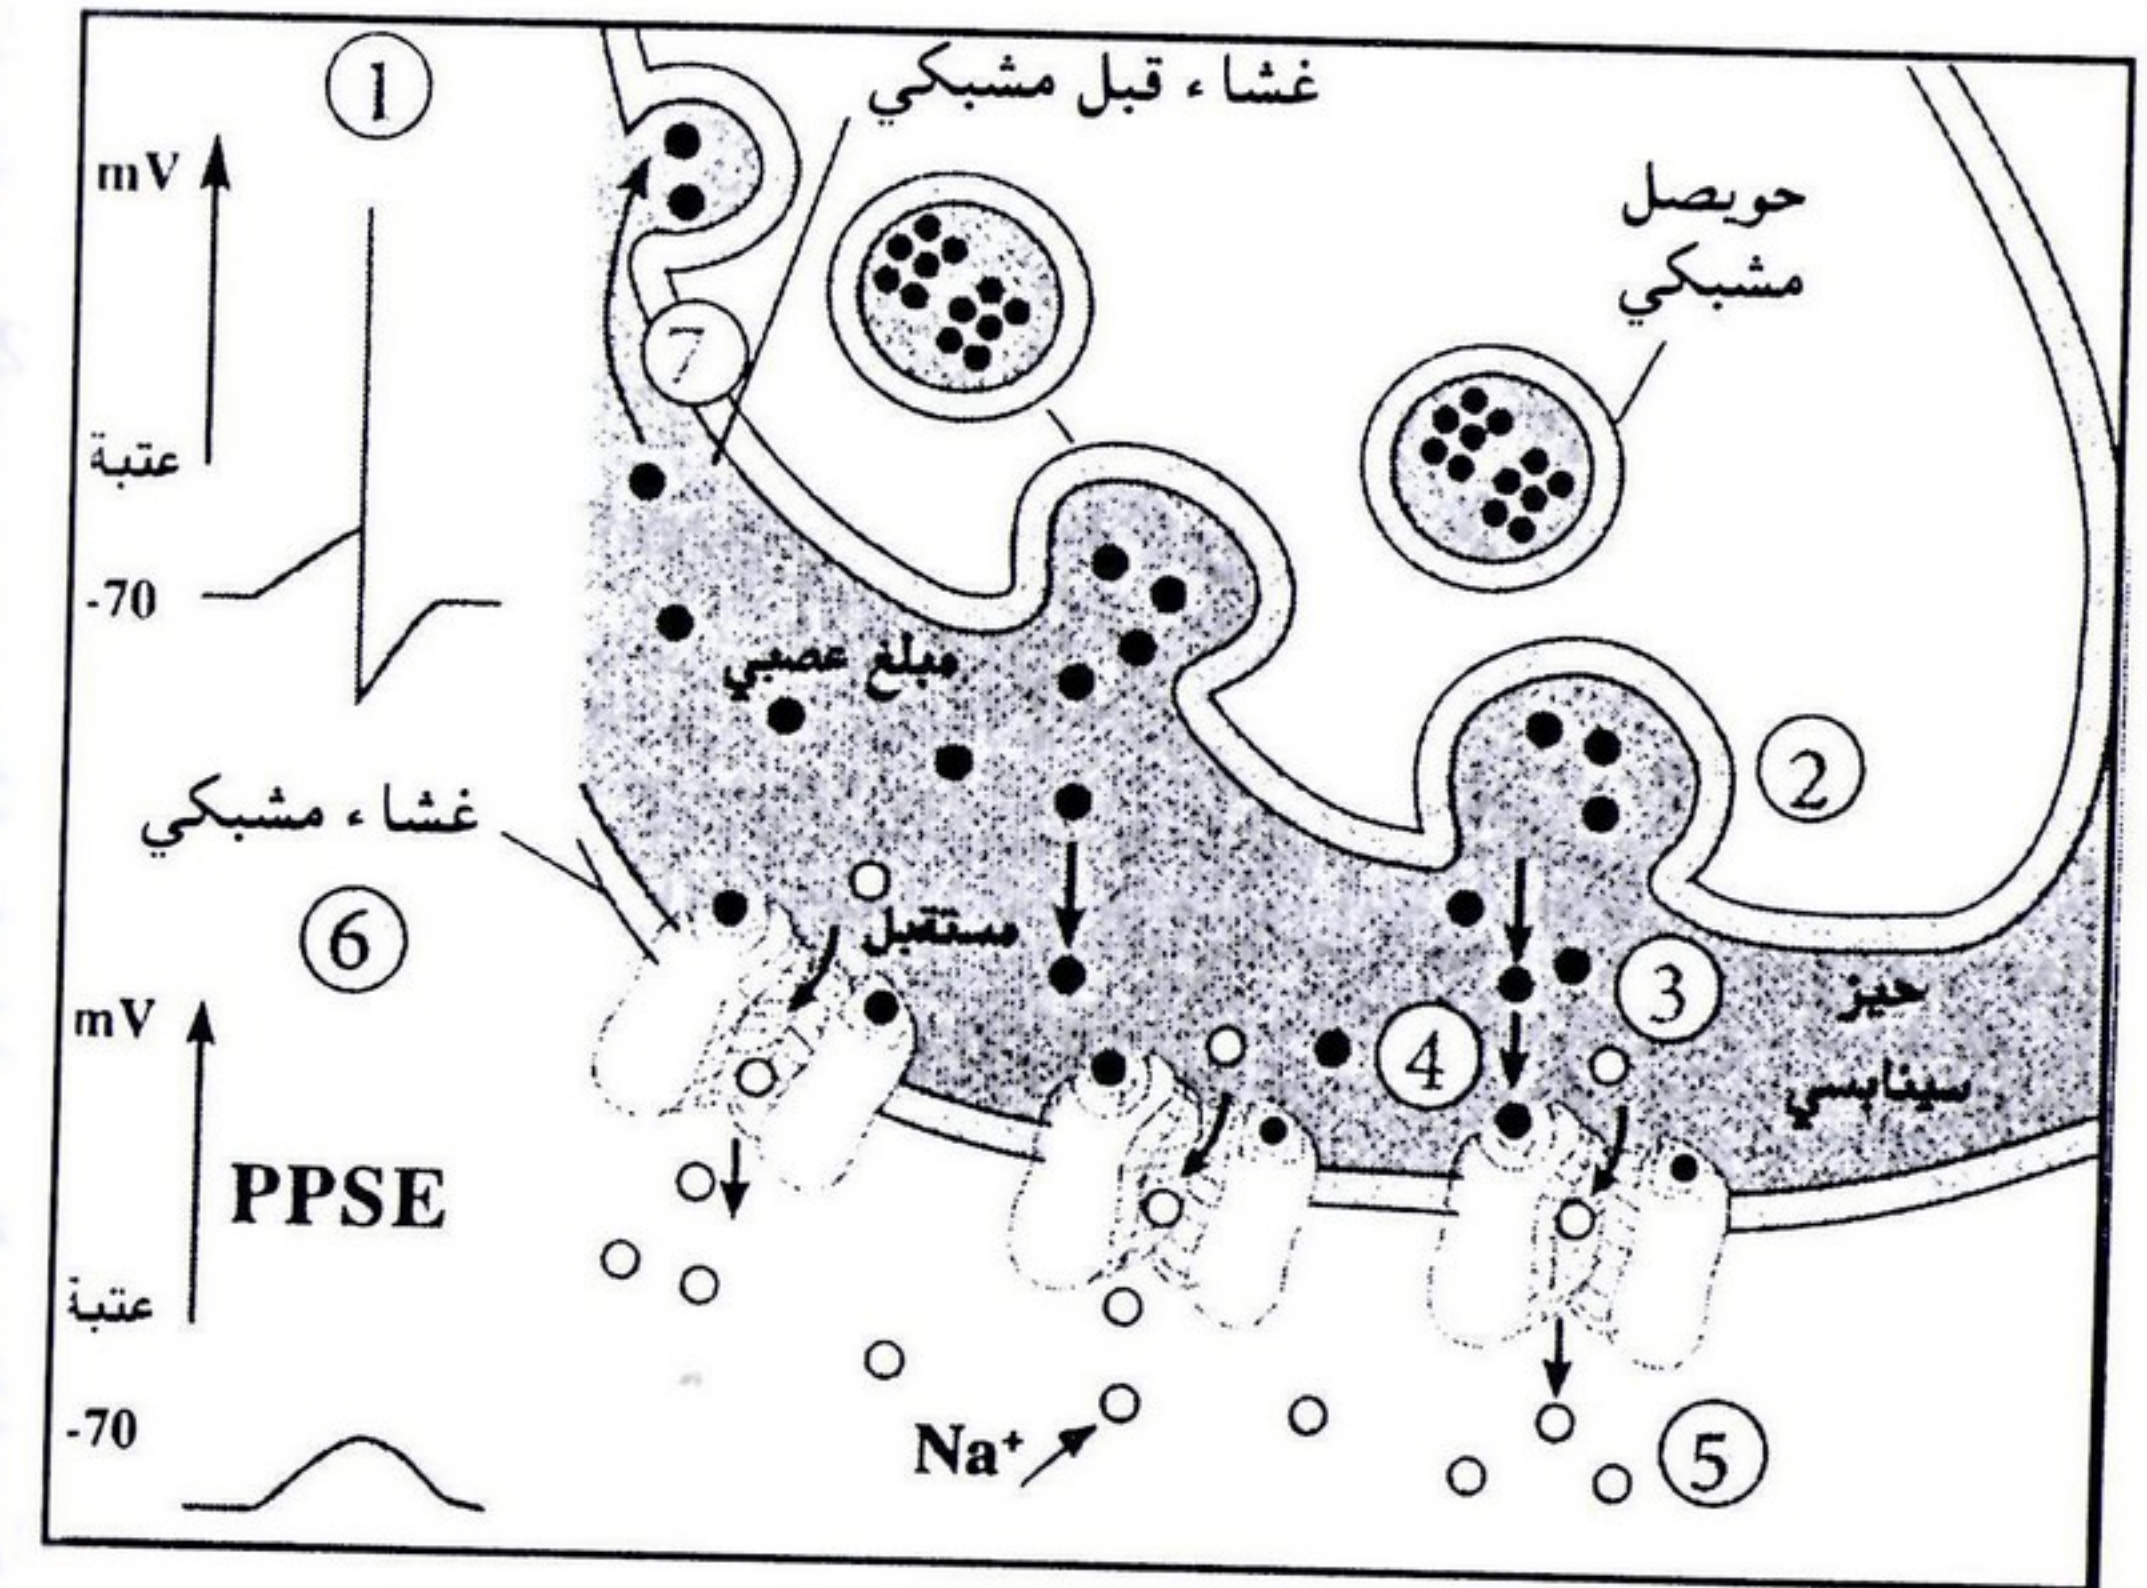 1
غشاء قبل مشبكي
mV
حويصل
مشبكي
7
عتبة
-70
مبلغ عصبي
2
غشاء مشبكي
مستقبل
6
3
حيز
سينابسي
mV
4
PPSE
عتبة
-70
Na+
5